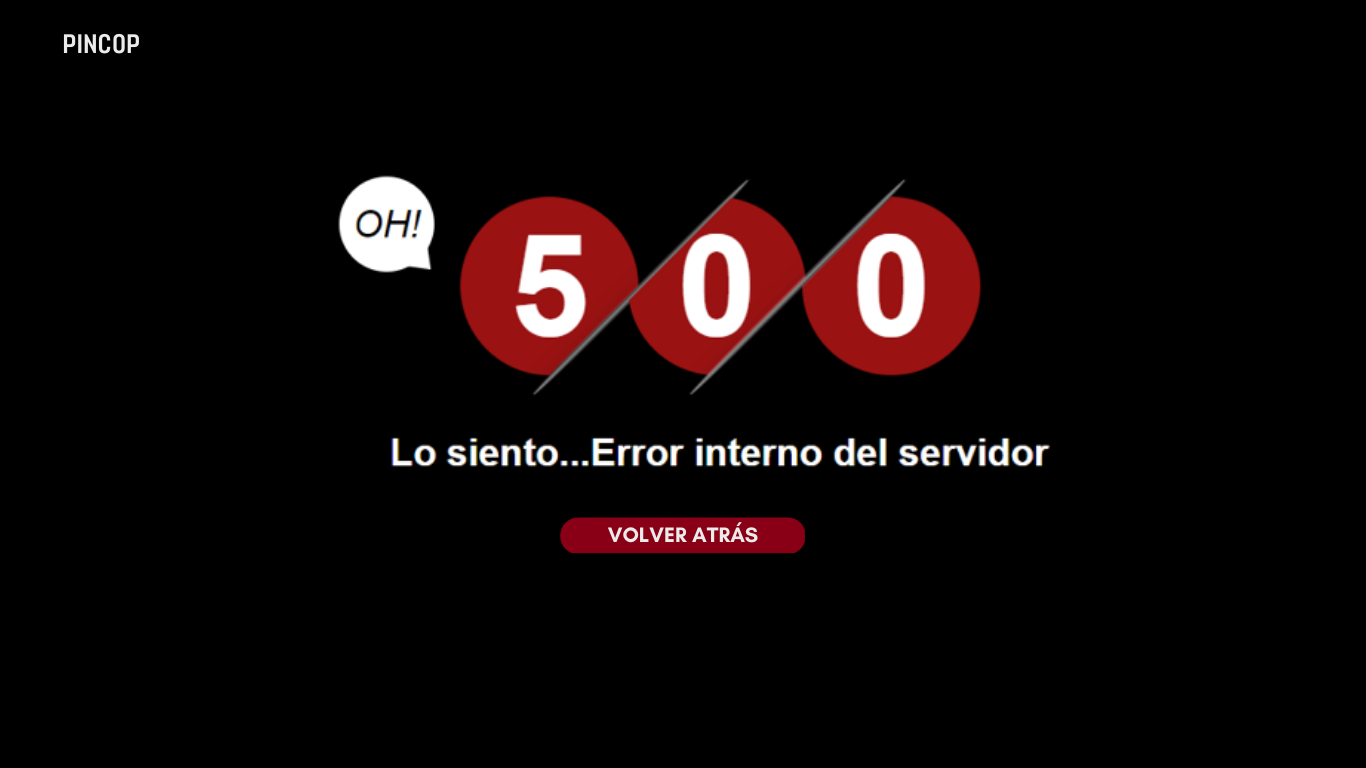 PINCOP
OH!
500
Lo siento...Error interno del servidor
VOLVER ATRÁS